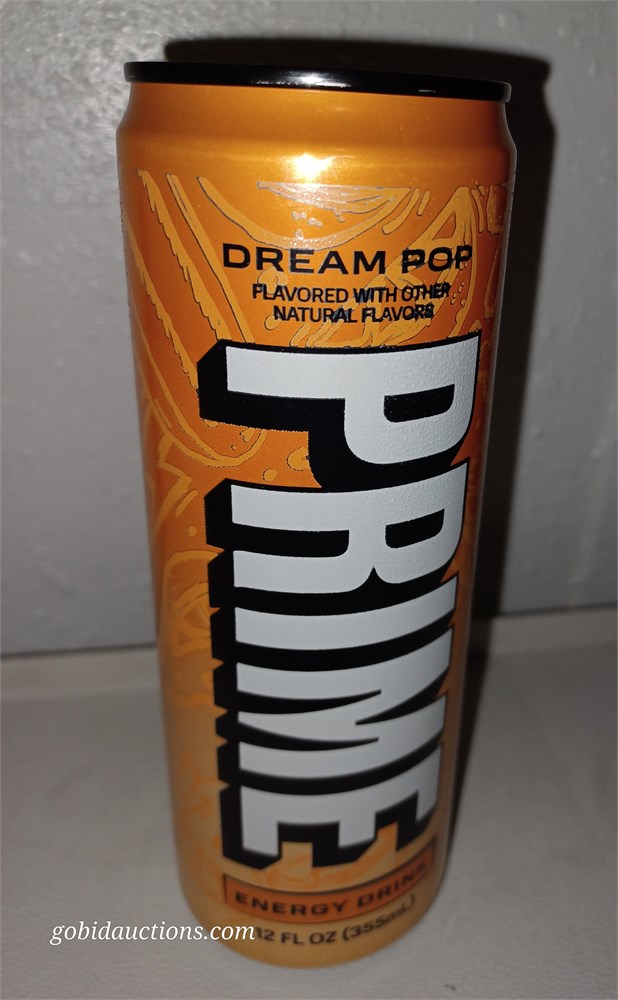 DREAM POP
FLAVORED WITH OTHER
NATURAL FLAVORS
PRIME
ENERGY DRINK
12 FL OZ (355mL)
gobidauctions.com